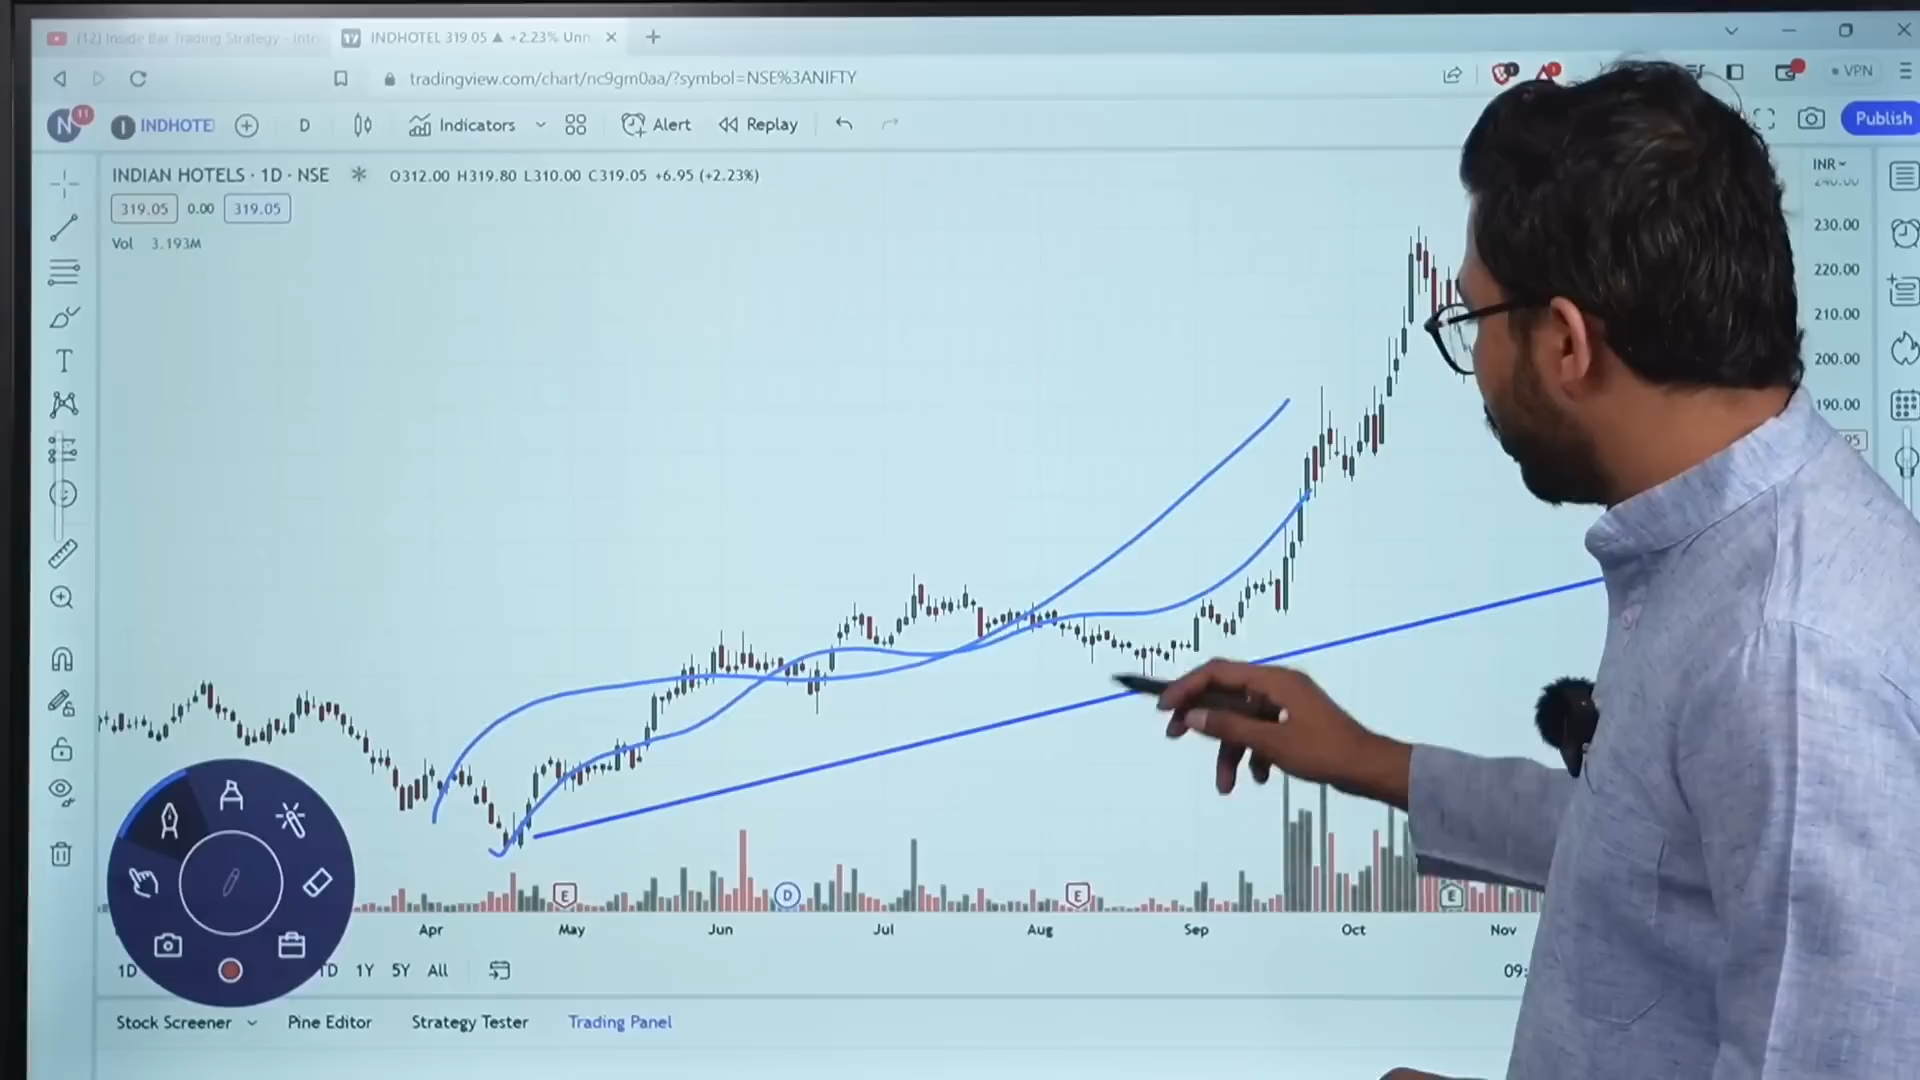 (12) Inside Bar Trading Strategy - Intr
INDHOTEL 319.05 ▲ +2.23% Unn
tradingview.com/chart/nc9gm0aa/?symbol=NSE%3ANIFTY
VPN
N 11 INDHOTE D Indicators Alert Replay Publish
INDIAN HOTELS · 1D · NSE O312.00 H319.80 L310.00 C319.05 +6.95 (+2.23%)
INR
319.05 0.00 319.05
Vol 3.193M
240.00
230.00
220.00
210.00
200.00
190.00
E D E E
Apr May Jun Jul Aug Sep Oct Nov
1D TD 1Y 5Y All 09:
Stock Screener Pine Editor Strategy Tester Trading Panel